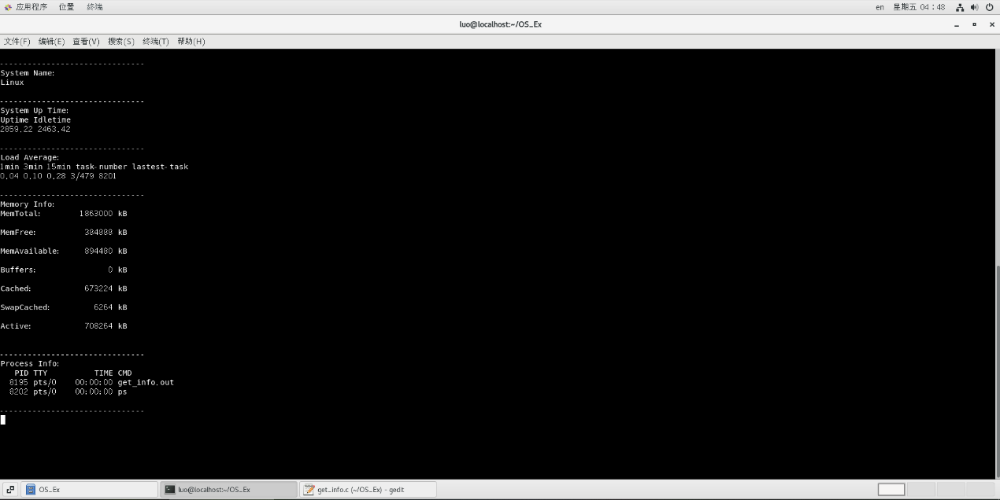 应用程序 位置 终端 en 星期五 04：48
luo@localhost:~/OS_Ex
文件(F) 编辑(E) 查看(V) 搜索(S) 终端(T) 帮助(H)
-------------------------------
System Name:
Linux
-------------------------------
System Up Time:
Uptime Idletime
2859.22 2463.42
-------------------------------
Load Average:
1min 3min 15min task-number lastest-task
0.04 0.10 0.28 3/479 8201
-------------------------------
Memory Info:
MemTotal: 1863000 kB
MemFree: 384888 kB
MemAvailable: 894480 kB
Buffers: 0 kB
Cached: 673224 kB
SwapCached: 6264 kB
Active: 708264 kB
-------------------------------
Process Info:
PID TTY TIME CMD
8195 pts/0 00:00:00 get_info.out
8202 pts/0 00:00:00 ps
-------------------------------
OS_Ex luo@localhost:~/OS_Ex get_info.c (~/OS_Ex) - gedit